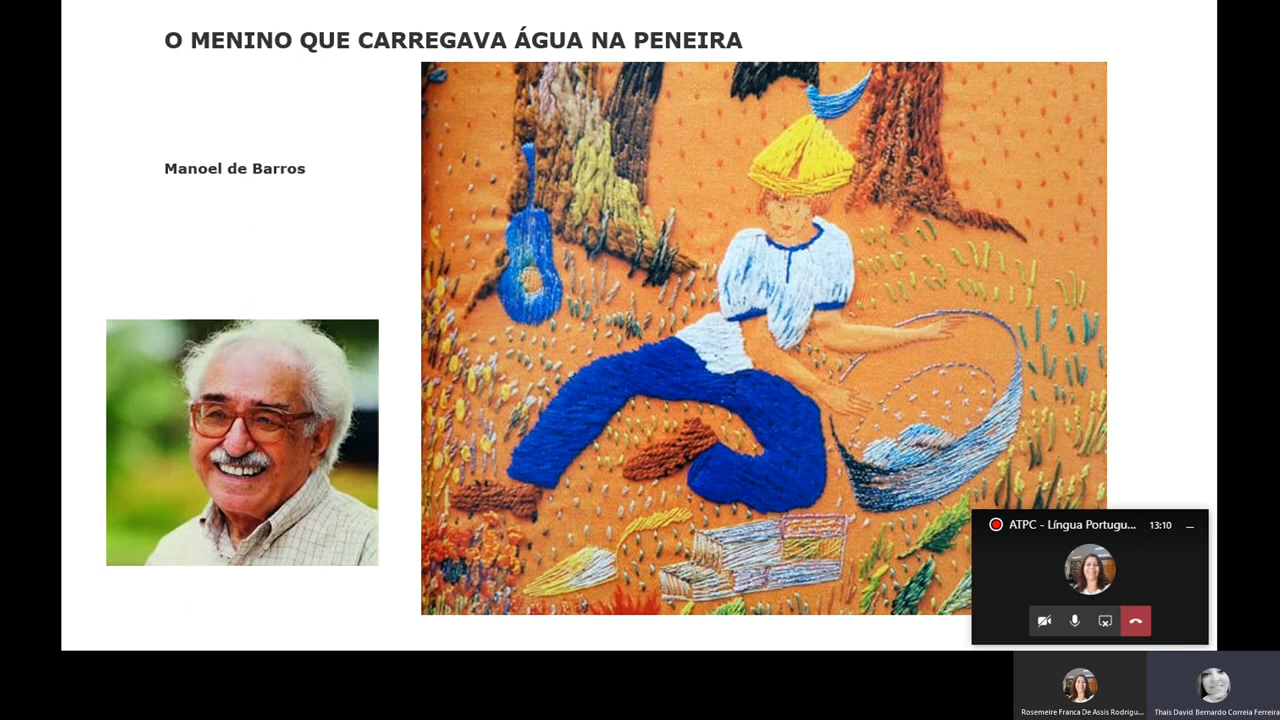 O MENINO QUE CARREGAVA ÁGUA NA PENEIRA
Manoel de Barros
ATPC - Língua Portugu... 13:10
Rosemeire Franca De Assis Rodrigu...
Thais David Bernardo Correia Ferreira